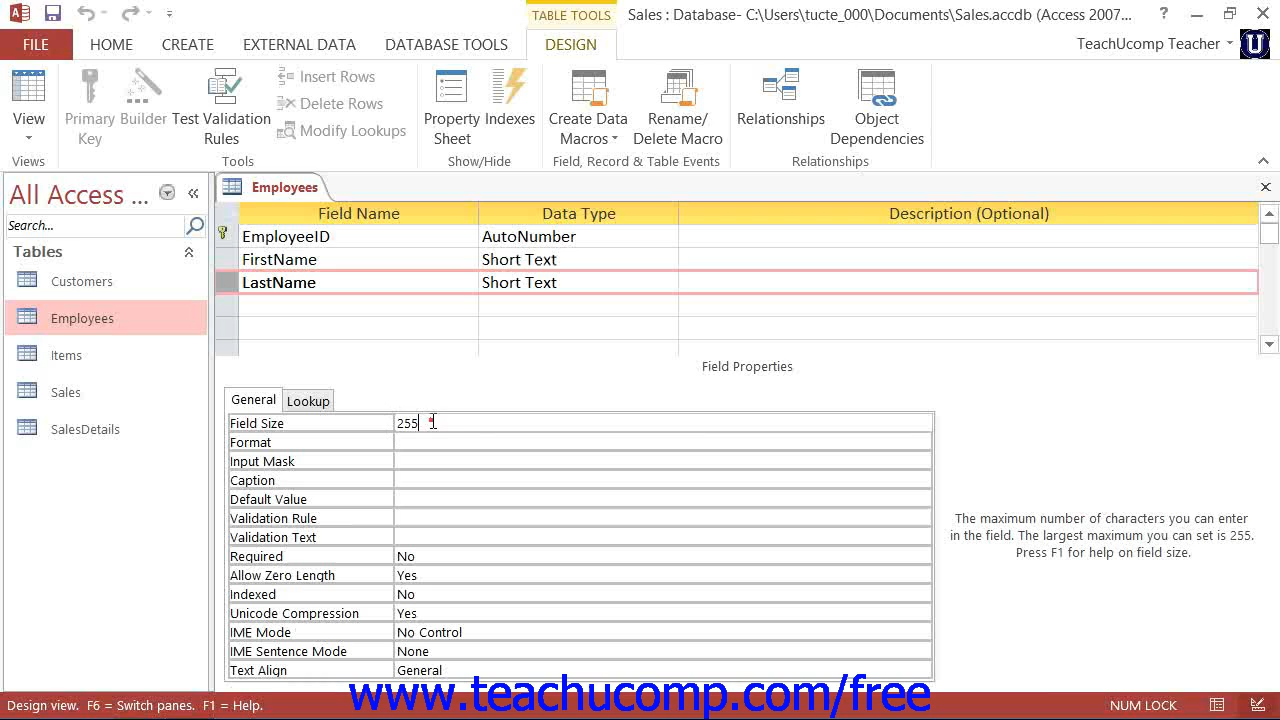 TABLE TOOLS
Sales : Database- C:\Users\tucte_000\Documents\Sales.accdb (Access 2007...
?
FILE HOME CREATE EXTERNAL DATA DATABASE TOOLS DESIGN TeachUcomp Teacher U
View
Primary Key
Builder
Test Validation Rules
Insert Rows
Delete Rows
Modify Lookups
Property Sheet
Indexes
Create Data Macros
Rename/ Delete Macro
Relationships
Object Dependencies
Views Tools Show/Hide Field, Record & Table Events Relationships
All Access ...
Search...
Tables
Customers
Employees
Items
Sales
SalesDetails
Employees
Field Name Data Type Description (Optional)
EmployeeID AutoNumber
FirstName Short Text
LastName Short Text
Field Properties
General Lookup
Field Size 255
Format
Input Mask
Caption
Default Value
Validation Rule
Validation Text
Required No
Allow Zero Length Yes
Indexed No
Unicode Compression Yes
IME Mode No Control
IME Sentence Mode None
Text Align General
The maximum number of characters you can enter
in the field. The largest maximum you can set is 255.
Press F1 for help on field size.
www.teachucomp.com/free
Design view. F6 = Switch panes. F1 = Help. NUM LOCK